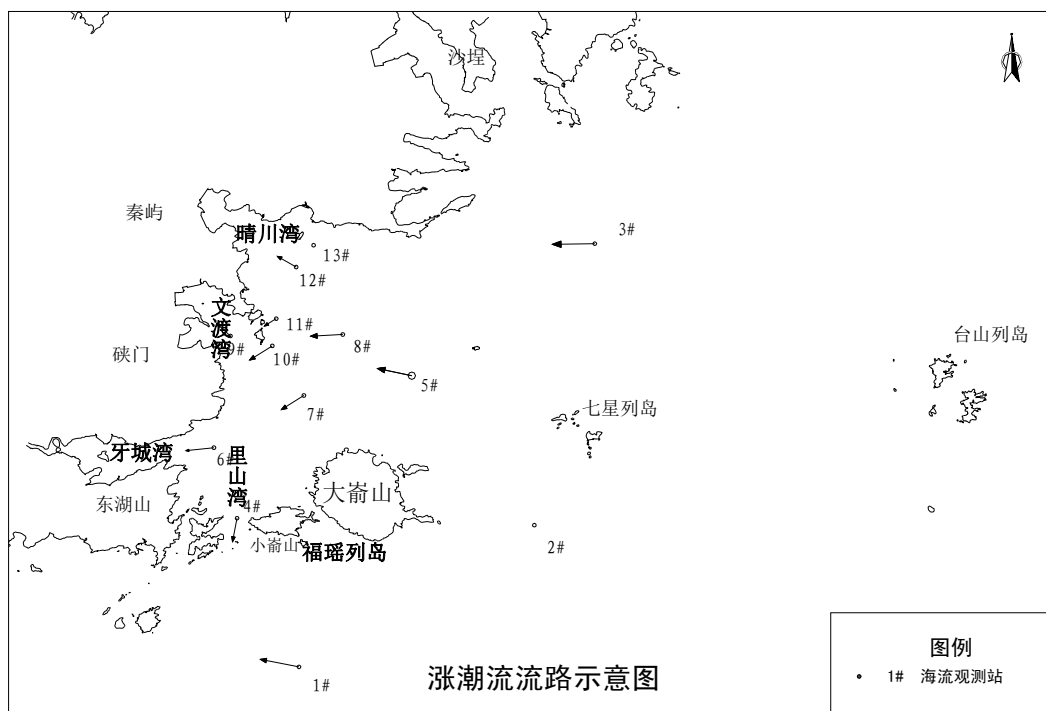 沙埕
秦屿
晴川湾
3#
13#
12#
文渡湾
11#
9#
10#
8#
台山列岛
硖门
5#
7#
七星列岛
牙城湾
6#
里山湾
大嵛山
东湖山
4#
小嵛山
福瑶列岛
2#
1#
涨潮流流路示意图
图例
1# 海流观测站